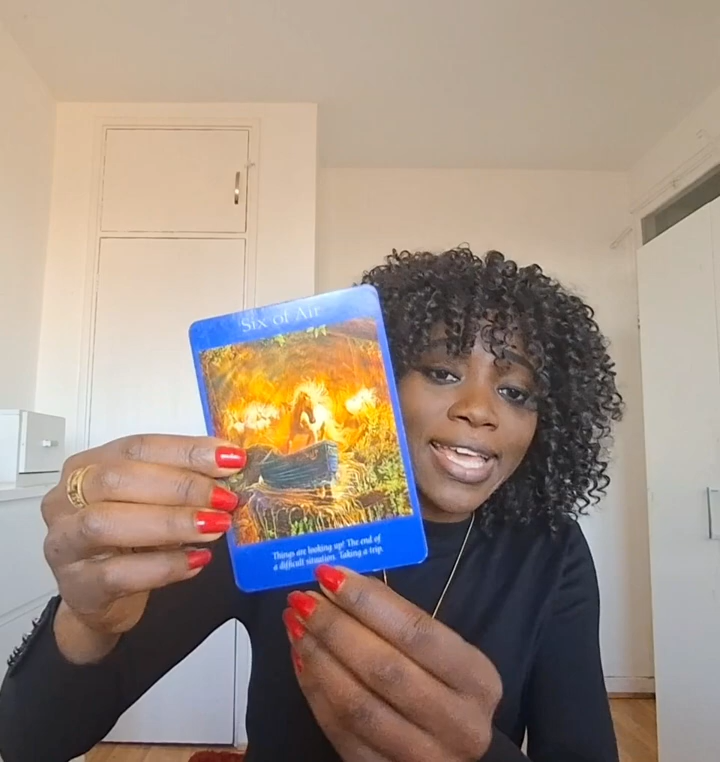 Six of Air
Things are looking up! The end of
a difficult situation. Taking a trip.